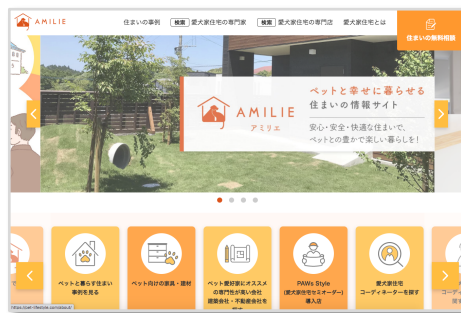 AMILIE
住まいの事例
検索 愛犬家住宅の専門家
検索 愛犬家住宅の専門店
愛犬家住宅とは
住まいの無料相談
ペットと幸せに暮らせる
住まいの情報サイト
AMILIE
アミリエ
安心・安全・快適な住まいで、
ペットとの豊かで楽しい暮らしを!
ペットと暮らす住まい
事例を見る
ペット向けの家具・建材
ペット愛好家にオススメ
の専門性が高い会社
建築会社・不動産会社を
PAWs Style
(愛犬家住宅セミオーダー)
導入店
愛犬家住宅
コーディネーターを探す